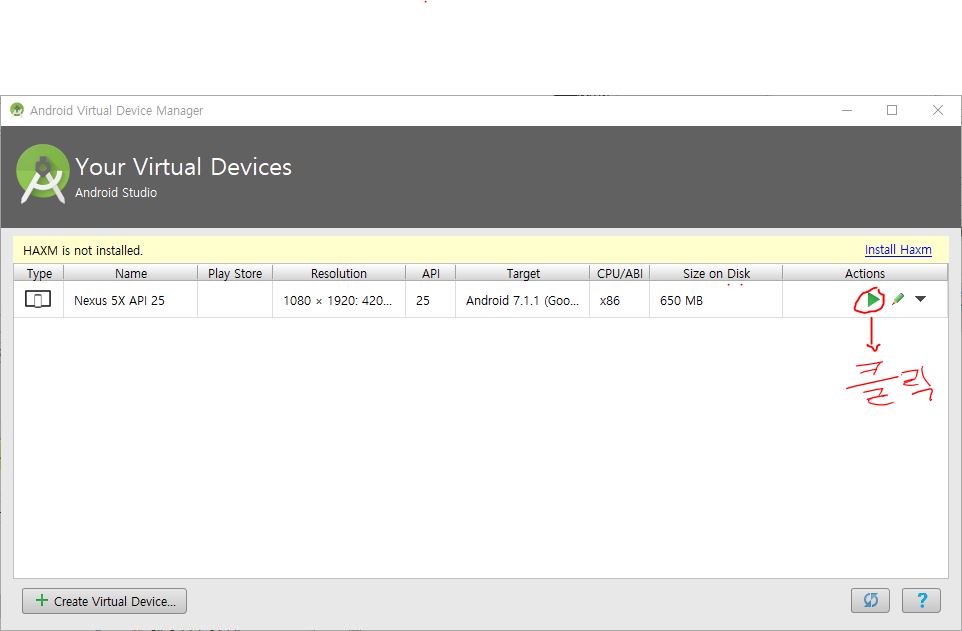 Android Virtual Device Manager
Your Virtual Devices
Android Studio
HAXM is not installed. Install Haxm
Type Name Play Store Resolution API Target CPU/ABI Size on Disk Actions
Nexus 5X API 25 1080 × 1920: 420... 25 Android 7.1.1 (Goo... x86 650 MB
클릭
Create Virtual Device...
?